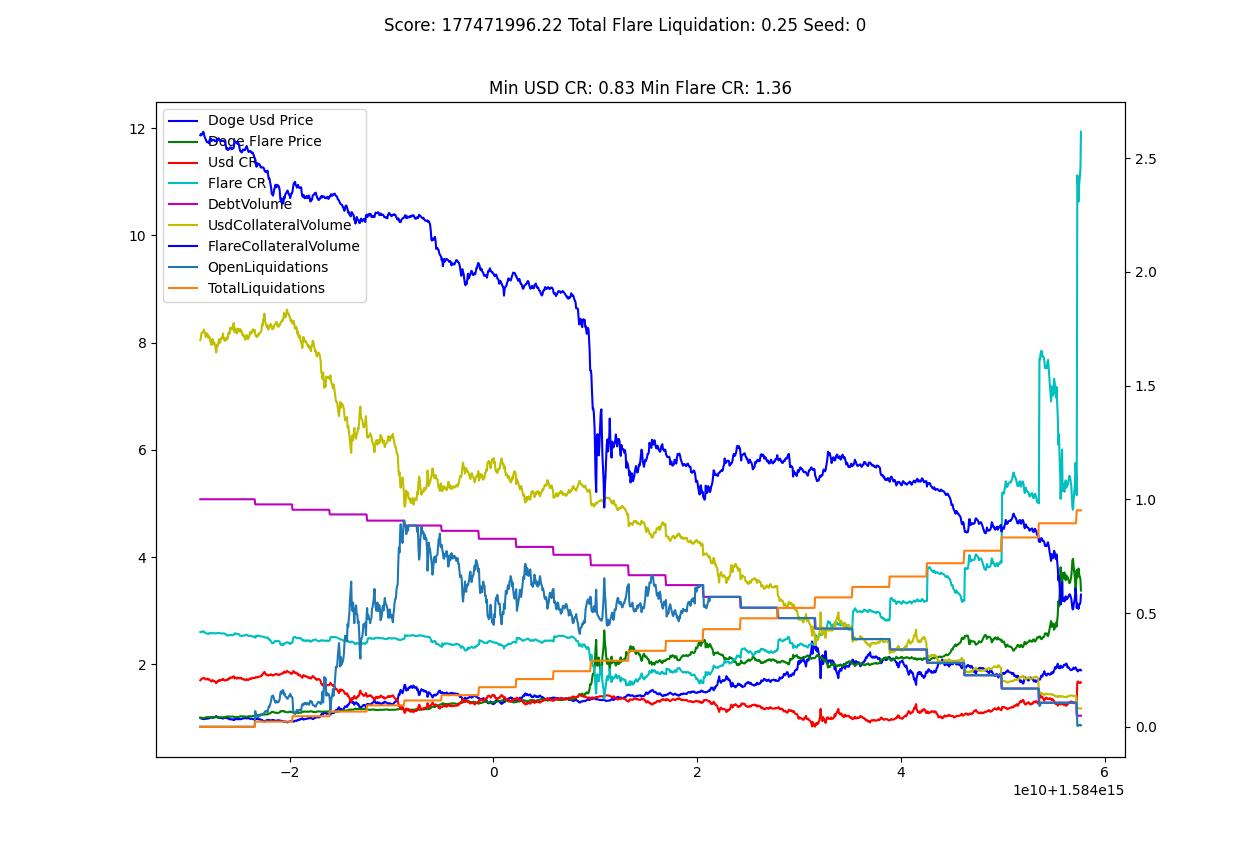 Score: 177471996.22 Total Flare Liquidation: 0.25 Seed: 0
Min USD CR: 0.83 Min Flare CR: 1.36
Doge Usd Price
Doge Flare Price
Usd CR
Flare CR
DebtVolume
UsdCollateralVolume
FlareCollateralVolume
OpenLiquidations
TotalLiquidations
12
10
8
6
4
2
2.5
2.0
1.5
1.0
0.5
0.0
−2
0
2
4
6
1e10+1.584e15